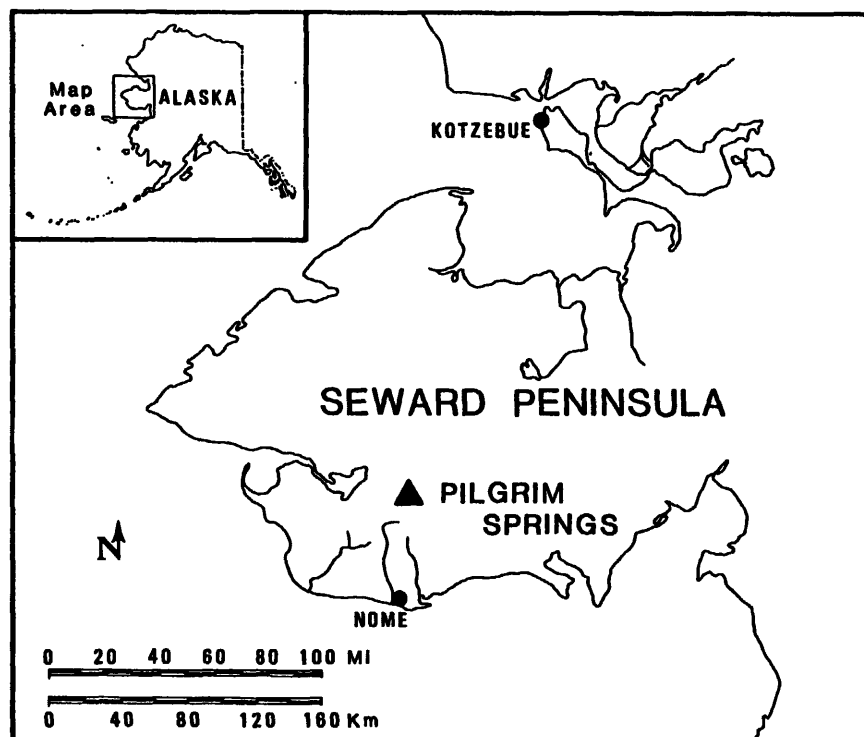 Map
Area
ALASKA
KOTZEBUE
SEWARD PENINSULA
PILGRIM
SPRINGS
N
NOME
0 20 40 60 80 100 MI
0 40 80 120 160 Km